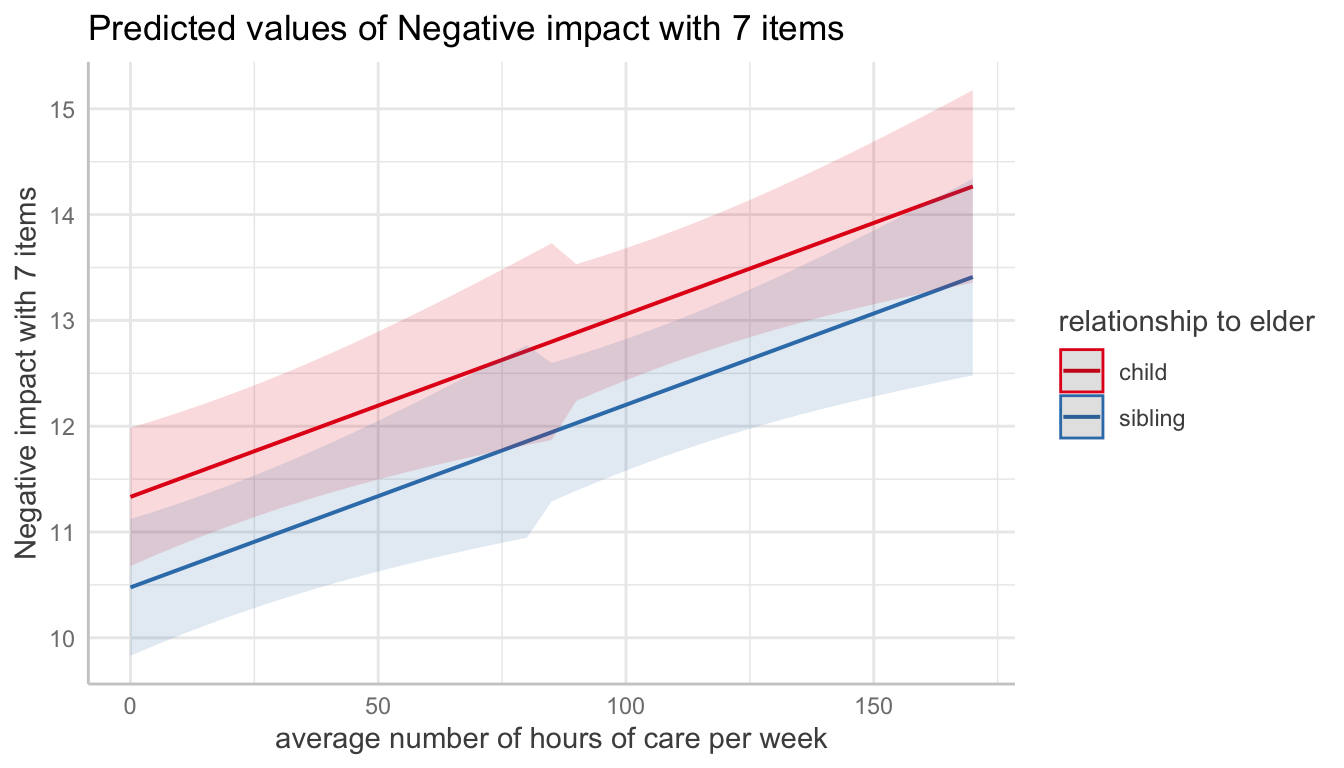 Predicted values of Negative impact with 7 items
Negative impact with 7 items
15
14
13
12
11
10
0
50
100
150
average number of hours of care per week
relationship to elder
child
sibling